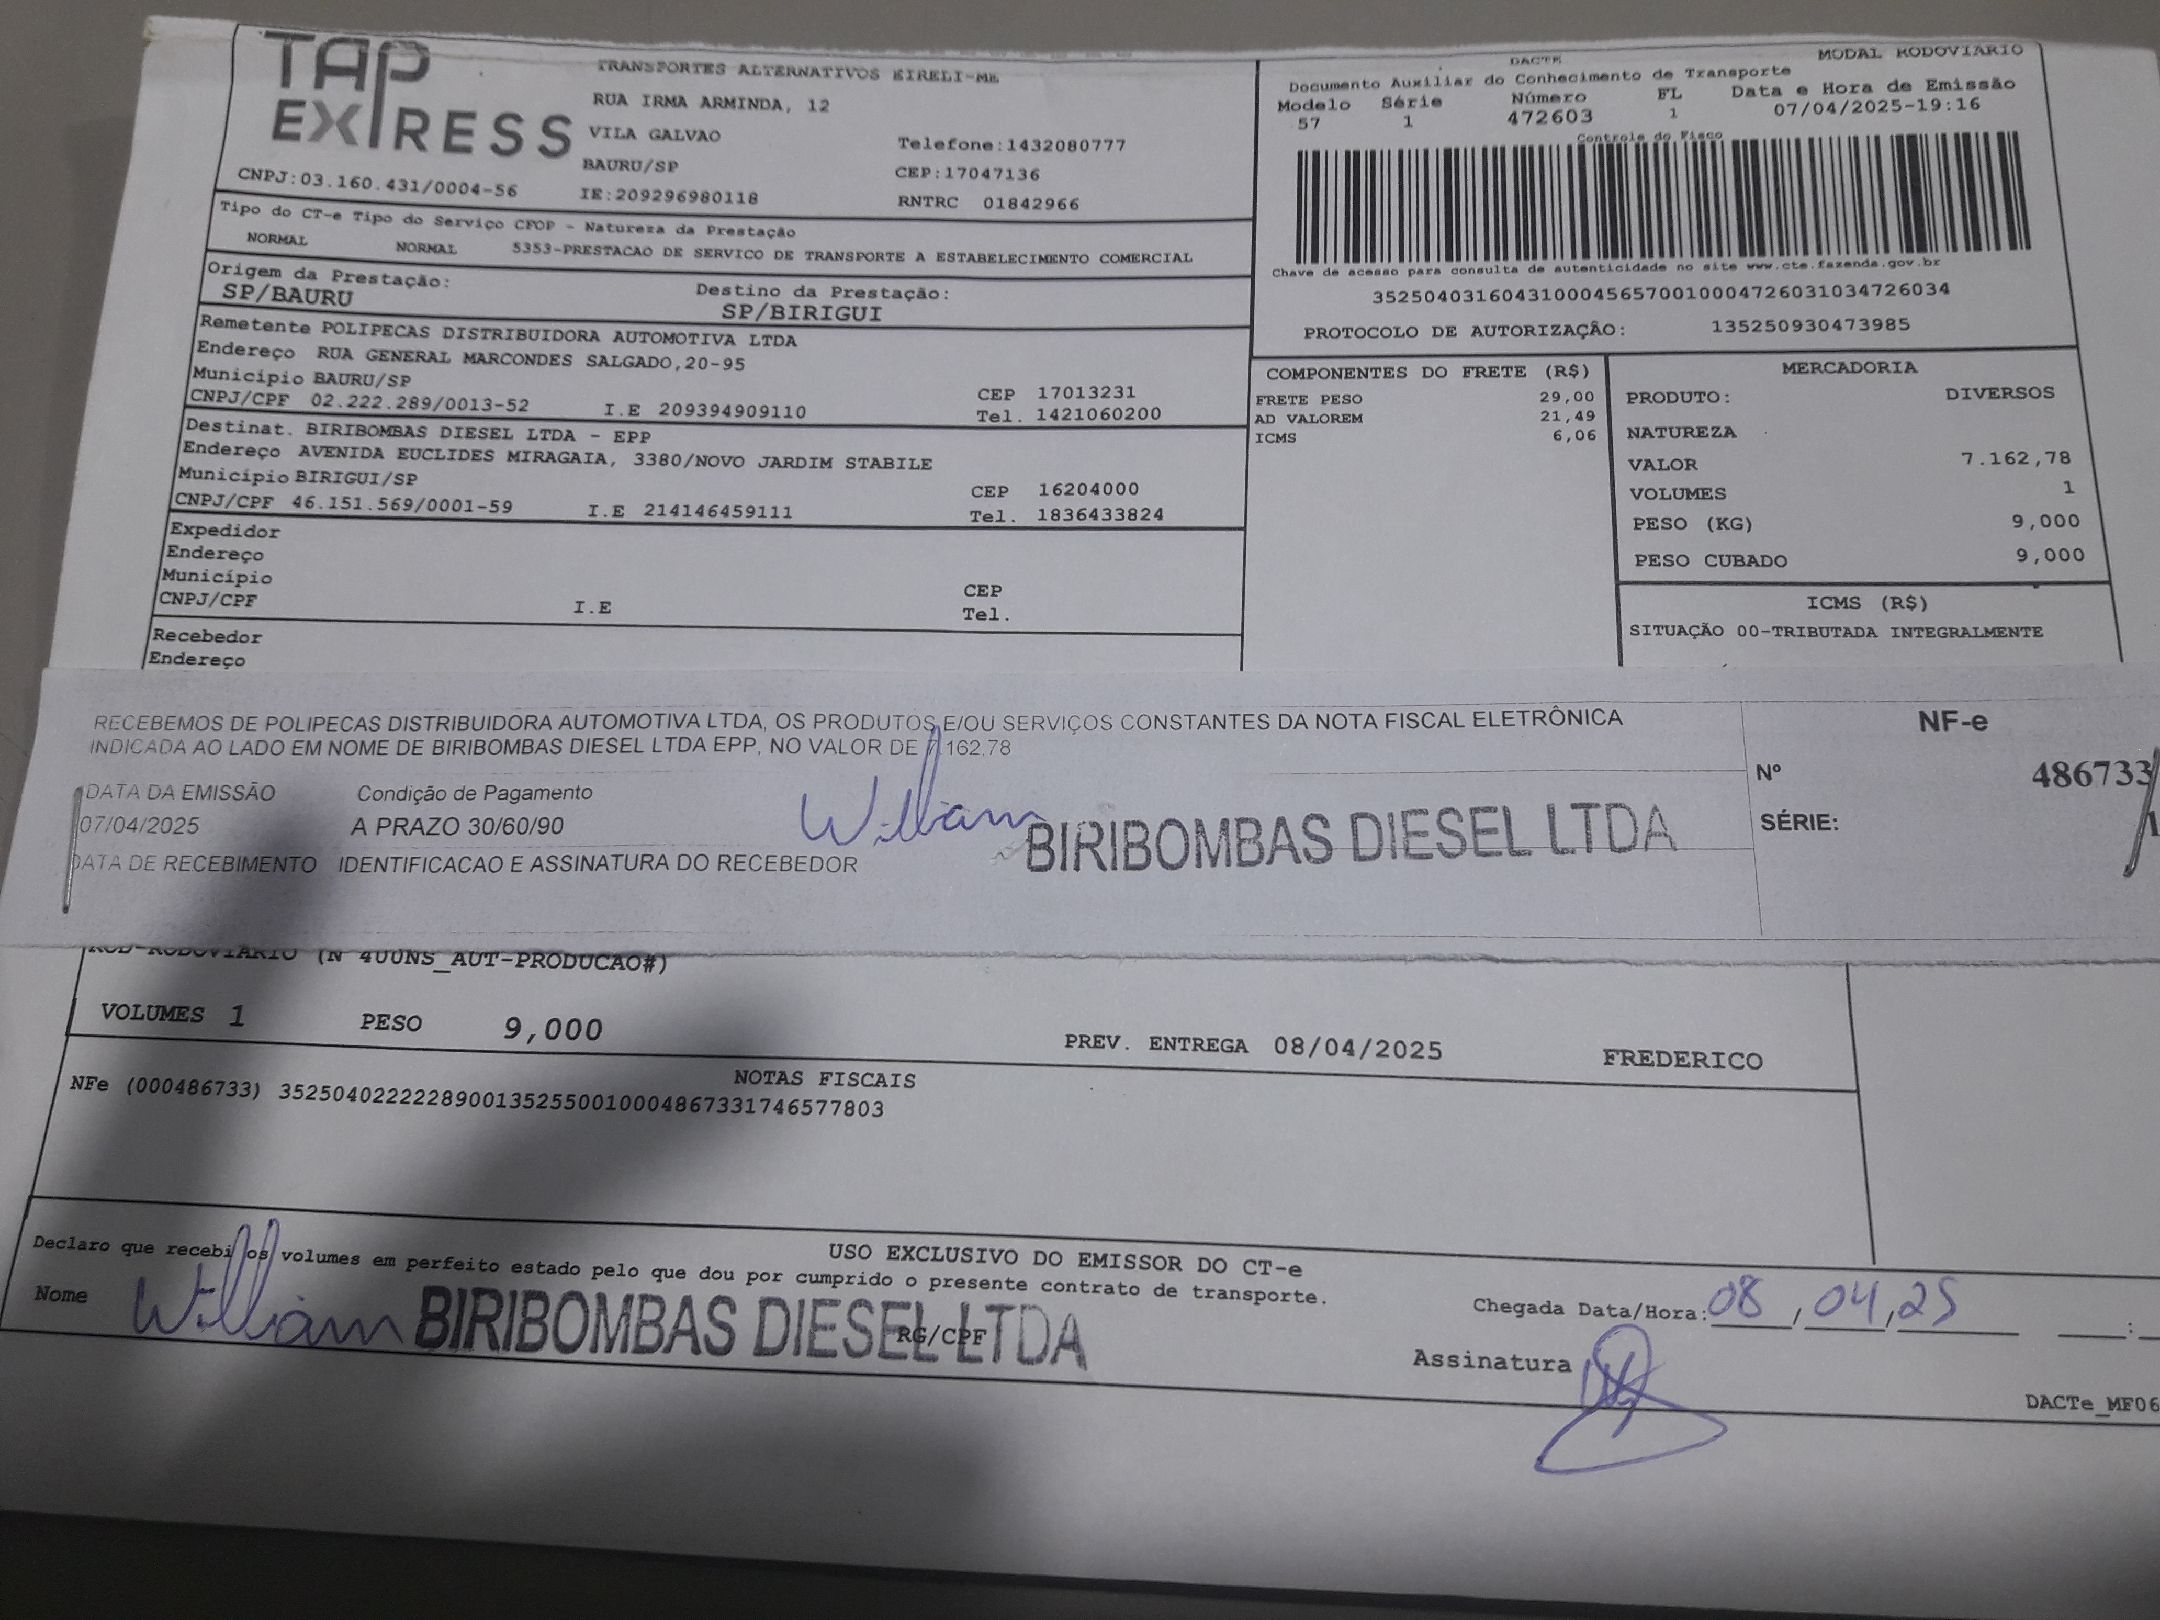 TAP EXPRESS
TRANSPORTES ALTERNATIVOS EIRELI-ME
RUA IRMA ARMINDA, 12
VILA GALVAO
Telefone:1432080777
BAURU/SP
CEP:17047136
CNPJ:03.160.431/0004-56
IE:209296980118
RNTRC 01842966
DACTE
MODAL RODOVIARIO
Documento Auxiliar do Conhecimento de Transporte
Modelo Série Número FL Data e Hora de Emissão
57 1 472603 1 07/04/2025-19:16
Controle do Fisco
Chave de acesso para consulta de autenticidade no site www.cte.fazenda.gov.br
35250403160431000456570010004726031034726034
PROTOCOLO DE AUTORIZAÇÃO: 135250930473985
Tipo do CT-e Tipo do Serviço CFOP - Natureza da Prestação
NORMAL NORMAL 5353-PRESTACAO DE SERVICO DE TRANSPORTE A ESTABELECIMENTO COMERCIAL
Origem da Prestação: Destino da Prestação:
SP/BAURU SP/BIRIGUI
Remetente POLIPECAS DISTRIBUIDORA AUTOMOTIVA LTDA
Endereço RUA GENERAL MARCONDES SALGADO,20-95
Município BAURU/SP CEP 17013231
CNPJ/CPF 02.222.289/0013-52 I.E 209394909110 Tel. 1421060200
Destinat. BIRIBOMBAS DIESEL LTDA - EPP
Endereço AVENIDA EUCLIDES MIRAGAIA, 3380/NOVO JARDIM STABILE
Município BIRIGUI/SP CEP 16204000
CNPJ/CPF 46.151.569/0001-59 I.E 214146459111 Tel. 1836433824
Expedidor
Endereço
Município CEP
CNPJ/CPF I.E Tel.
Recebedor
Endereço
COMPONENTES DO FRETE (R$)
FRETE PESO 29,00
AD VALOREM 21,49
ICMS 6,06
MERCADORIA
PRODUTO: DIVERSOS
NATUREZA
VALOR 7.162,78
VOLUMES 1
PESO (KG) 9,000
PESO CUBADO 9,000
ICMS (R$)
SITUAÇÃO 00-TRIBUTADA INTEGRALMENTE
RECEBEMOS DE POLIPECAS DISTRIBUIDORA AUTOMOTIVA LTDA, OS PRODUTOS E/OU SERVIÇOS CONSTANTES DA NOTA FISCAL ELETRÔNICA
INDICADA AO LADO EM NOME DE BIRIBOMBAS DIESEL LTDA EPP, NO VALOR DE 7.162,78
NF-e
Nº 486733
SÉRIE: 1
DATA DA EMISSÃO Condição de Pagamento
07/04/2025 A PRAZO 30/60/90
DATA DE RECEBIMENTO IDENTIFICACAO E ASSINATURA DO RECEBEDOR
William BIRIBOMBAS DIESEL LTDA
ROD-RODOVIARIO (N 400NS_AUT-PRODUCAO#)
VOLUMES 1 PESO 9,000 PREV. ENTREGA 08/04/2025 FREDERICO
NOTAS FISCAIS
NFe (000486733) 35250402222289001352550010004867331746577803
USO EXCLUSIVO DO EMISSOR DO CT-e
Declaro que recebi os volumes em perfeito estado pelo que dou por cumprido o presente contrato de transporte.
Nome William BIRIBOMBAS DIESEL LTDA RG/CPF
Chegada Data/Hora: 08 / 04 / 25 :
Assinatura
DACTe_MF06